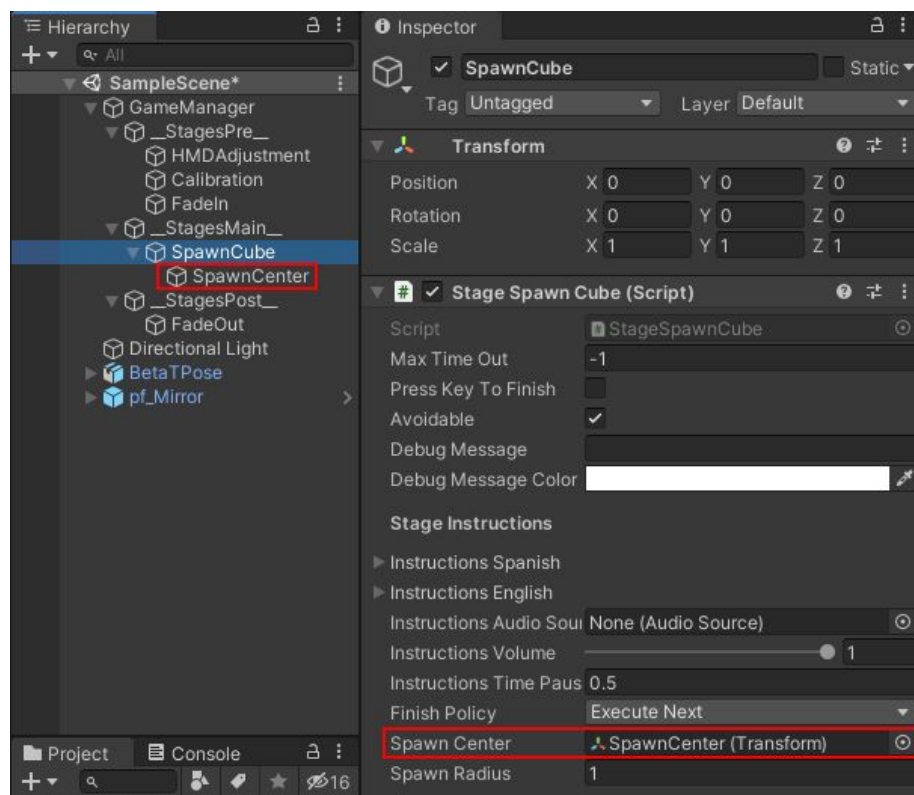 Hierarchy
All
SampleScene*
GameManager
__StagesPre__
HMDAdjustment
Calibration
FadeIn
__StagesMain__
SpawnCube
SpawnCenter
__StagesPost__
FadeOut
Directional Light
BetaTPose
pf_Mirror
Project Console
16
Inspector
SpawnCube Static
Tag Untagged Layer Default
Transform
Position X 0 Y 0 Z 0
Rotation X 0 Y 0 Z 0
Scale X 1 Y 1 Z 1
# Stage Spawn Cube (Script)
Script # StageSpawnCube
Max Time Out -1
Press Key To Finish
Avoidable
Debug Message
Debug Message Color
Stage Instructions
Instructions Spanish
Instructions English
Instructions Audio Sour None (Audio Source)
Instructions Volume 1
Instructions Time Paus 0.5
Finish Policy Execute Next
Spawn Center SpawnCenter (Transform)
Spawn Radius 1